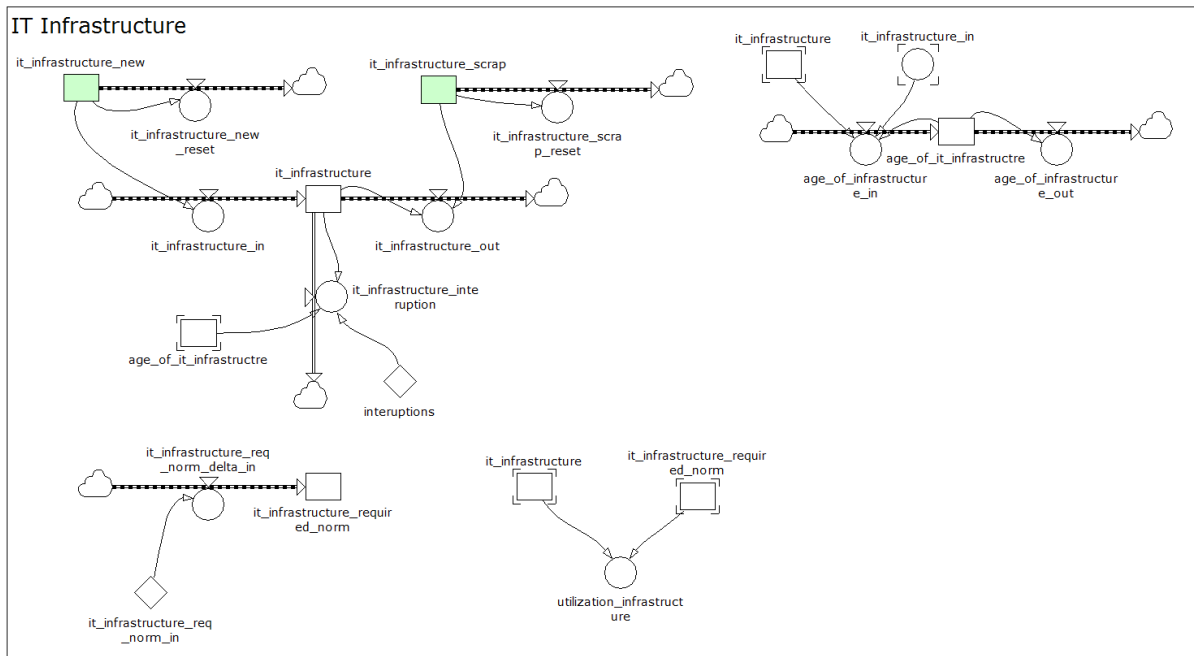 IT Infrastructure
it_infrastructure_new
it_infrastructure_new
_reset
it_infrastructure_scrap
it_infrastructure_scra
p_reset
it_infrastructure
it_infrastructure_in
age_of_it_infrastructre
age_of_infrastructur
e_in
age_of_infrastructur
e_out
it_infrastructure
it_infrastructure_in
it_infrastructure_out
it_infrastructure_inte
ruption
age_of_it_infrastructre
interuptions
it_infrastructure_req
_norm_delta_in
it_infrastructure_requir
ed_norm
it_infrastructure_req
_norm_in
it_infrastructure
it_infrastructure_requir
ed_norm
utilization_infrastruct
ure